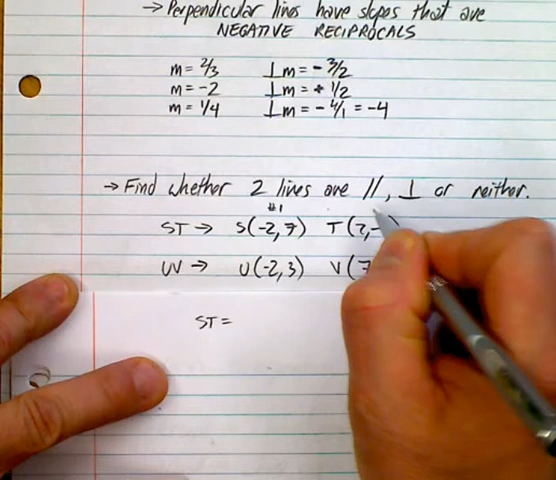 → Perpendicular lines have slopes that are
NEGATIVE RECIPROCALS
m = 2/3 ⊥m = - 3/2
m = -2 ⊥m = + 1/2
m = 1/4 ⊥m = - 4/1 = -4
→ Find whether 2 lines are //, ⊥ or neither.
#1
ST → S(-2,7) T(
UV → U(-2,3) V(7
ST =